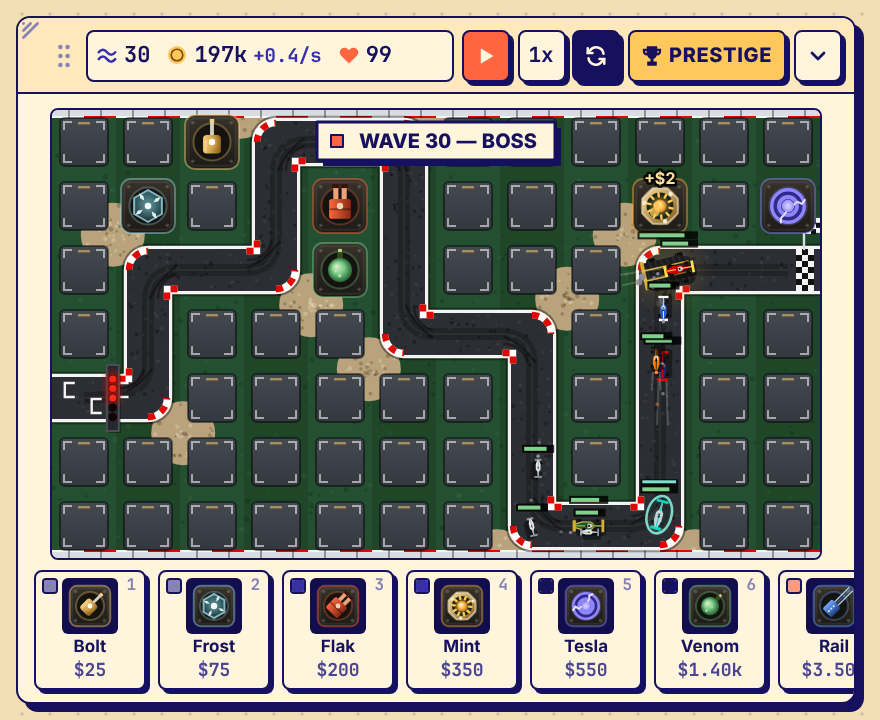 30 197k +0.4/s 99 1x PRESTIGE
WAVE 30 — BOSS
+$2
1 2 3 4 5 6
Bolt Frost Flak Mint Tesla Venom Rail
$25 $75 $200 $350 $550 $1.40k $3.50